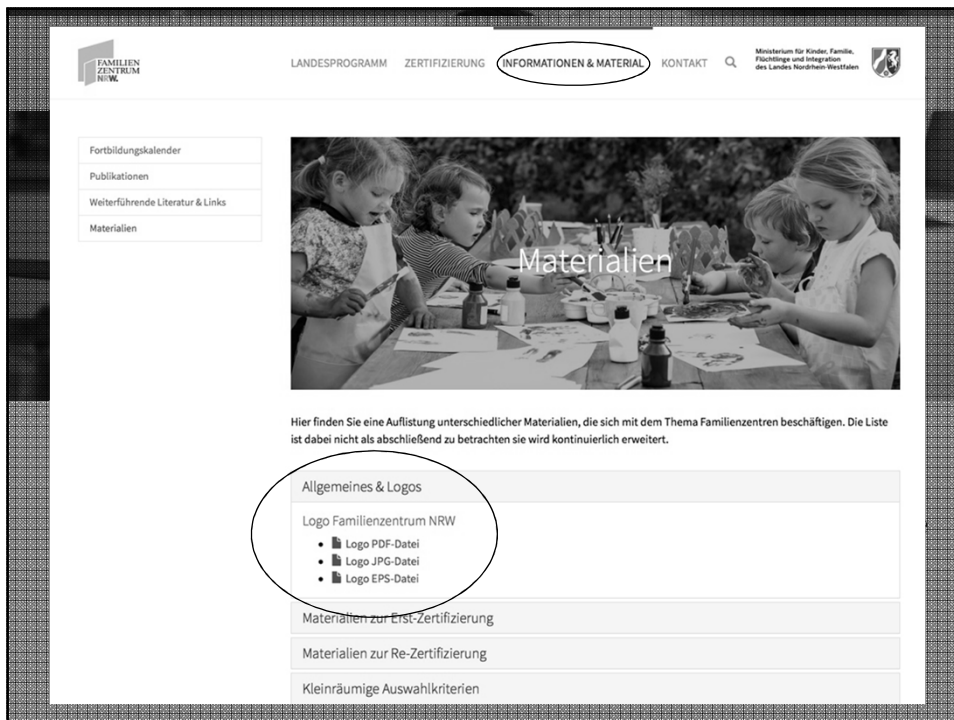 FAMILIEN
ZENTRUM
NRW.
LANDESPROGRAMM ZERTIFIZIERUNG INFORMATIONEN & MATERIAL KONTAKT
Ministerium für Kinder, Familie,
Flüchtlinge und Integration
des Landes Nordrhein-Westfalen
Fortbildungskalender
Publikationen
Weiterführende Literatur & Links
Materialien
Materialien
Hier finden Sie eine Auflistung unterschiedlicher Materialien, die sich mit dem Thema Familienzentren beschäftigen. Die Liste
ist dabei nicht als abschließend zu betrachten sie wird kontinuierlich erweitert.
Allgemeines & Logos
Logo Familienzentrum NRW
Logo PDF-Datei
Logo JPG-Datei
Logo EPS-Datei
Materialien zur Erst-Zertifizierung
Materialien zur Re-Zertifizierung
Kleinräumige Auswahlkriterien